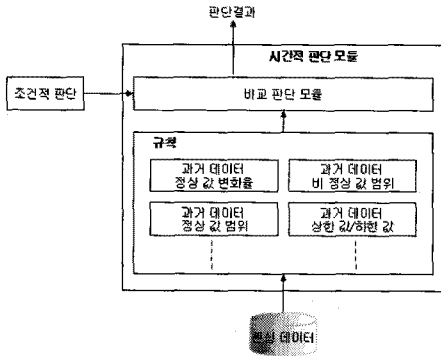 판단결과
시간적 판단 모듈
조건적 판단
비교 판단 모듈
규칙
과거 데이터
정상 값 변화율
과거 데이터
비 정상 값 범위
과거 데이터
정상 값 범위
과거 데이터
상한 값/하한 값
데이터